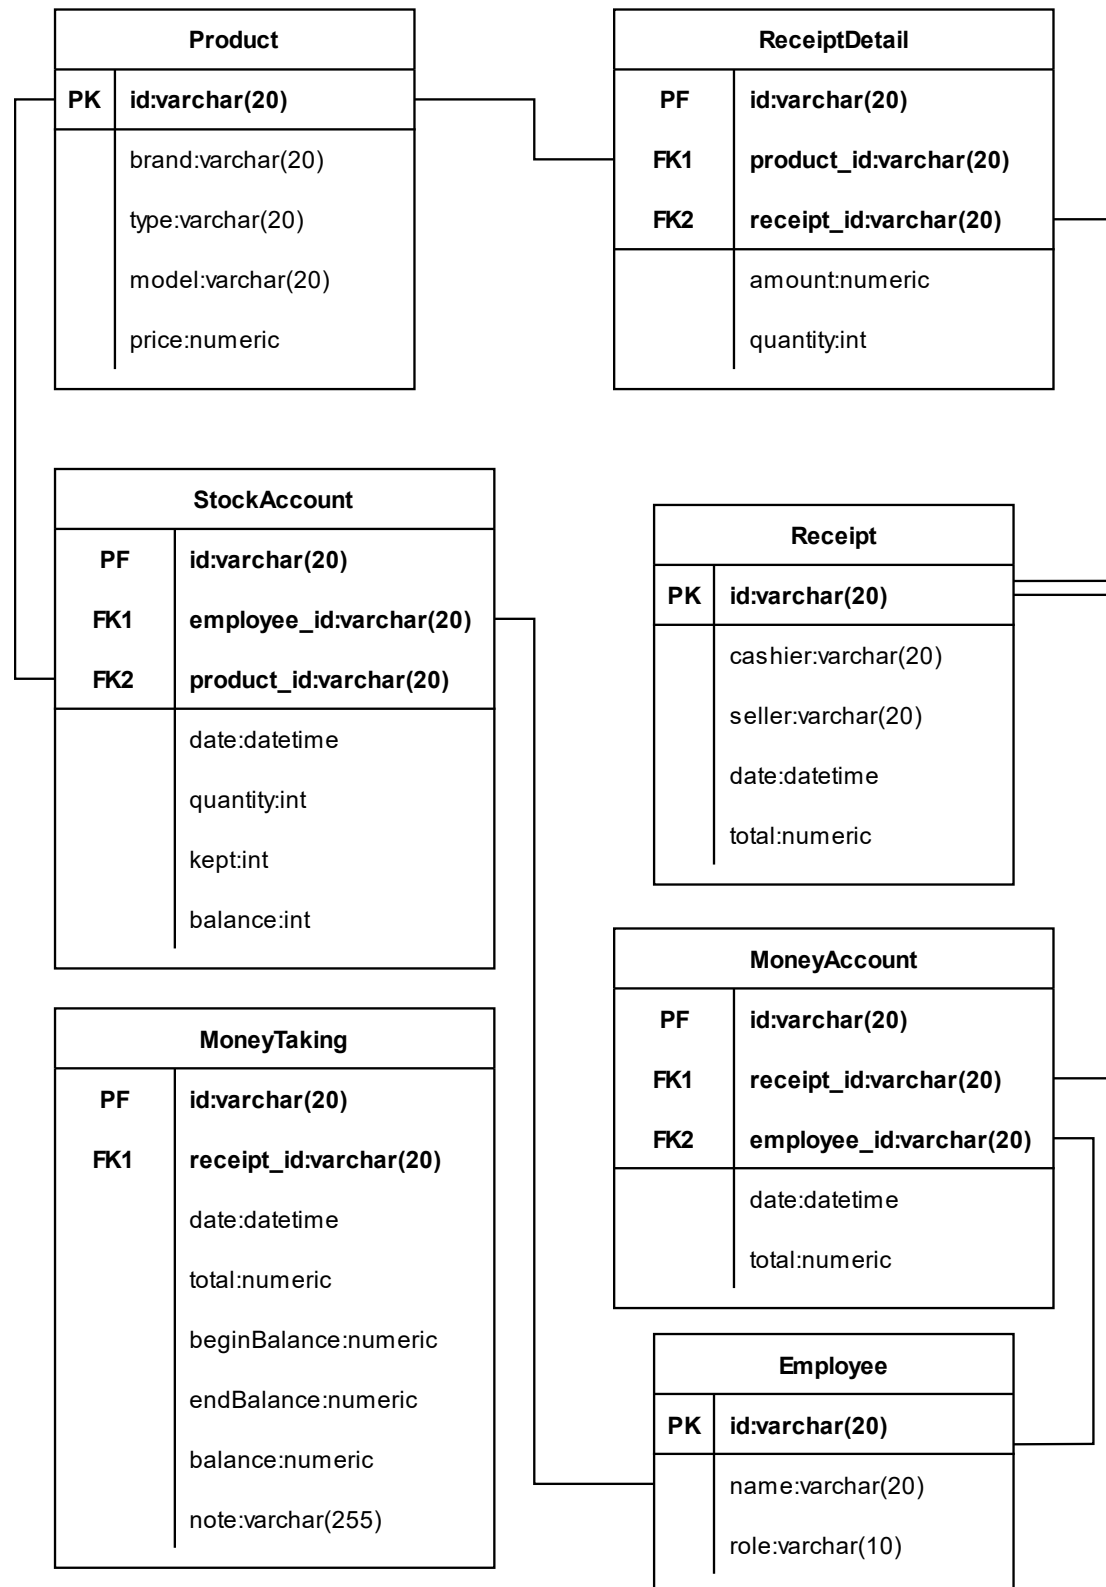 Product
PK id:varchar(20)
brand:varchar(20)
type:varchar(20)
model:varchar(20)
price:numeric
ReceiptDetail
PF id:varchar(20)
FK1 product_id:varchar(20)
FK2 receipt_id:varchar(20)
amount:numeric
quantity:int
StockAccount
PF id:varchar(20)
FK1 employee_id:varchar(20)
FK2 product_id:varchar(20)
date:datetime
quantity:int
kept:int
balance:int
Receipt
PK id:varchar(20)
cashier:varchar(20)
seller:varchar(20)
date:datetime
total:numeric
MoneyTaking
PF id:varchar(20)
FK1 receipt_id:varchar(20)
date:datetime
total:numeric
beginBalance:numeric
endBalance:numeric
balance:numeric
note:varchar(255)
MoneyAccount
PF id:varchar(20)
FK1 receipt_id:varchar(20)
FK2 employee_id:varchar(20)
date:datetime
total:numeric
Employee
PK id:varchar(20)
name:varchar(20)
role:varchar(10)